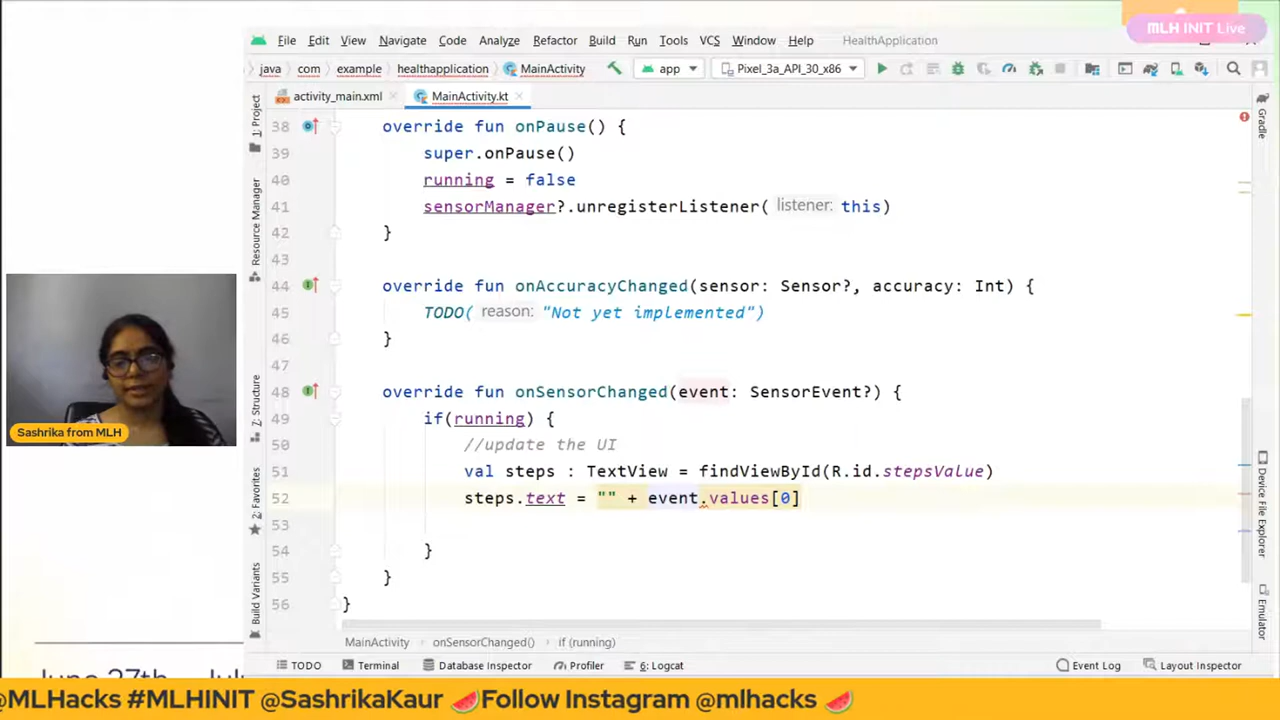 MLH INIT Live
File Edit View Navigate Code Analyze Refactor Build Run Tools VCS Window Help HealthApplication
java com example healthapplication MainActivity app Pixel_3a_API_30_x86
activity_main.xml MainActivity.kt
1: Project
Resource Manager
7: Structure
2: Favorites
Build Variants
38 override fun onPause() {
39 super.onPause()
40 running = false
41 sensorManager?.unregisterListener( listener: this)
42 }
43
44 override fun onAccuracyChanged(sensor: Sensor?, accuracy: Int) {
45 TODO( reason: "Not yet implemented")
46 }
47
48 override fun onSensorChanged(event: SensorEvent?) {
49 if(running) {
50 //update the UI
51 val steps : TextView = findViewById(R.id.stepsValue)
52 steps.text = "" + event.values[0]
53
54 }
55 }
56 }
Gradle
Device File Explorer
Emulator
Sashrika from MLH
MainActivity onSensorChanged() if (running)
TODO Terminal Database Inspector Profiler 6: Logcat Event Log Layout Inspector
@MLHacks #MLHINIT @SashrikaKaur 🍉Follow Instagram @mlhacks 🍉